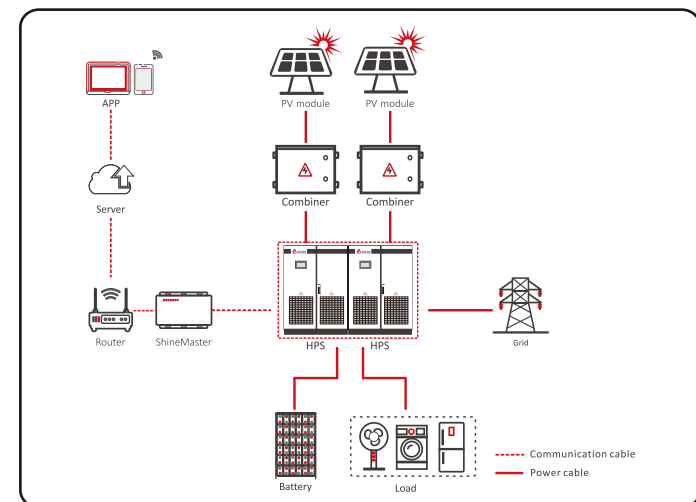 APP
PV module
PV module
Server
Combiner
Combiner
Router
ShineMaster
HPS
HPS
Grid
Battery
Load
Communication cable
Power cable